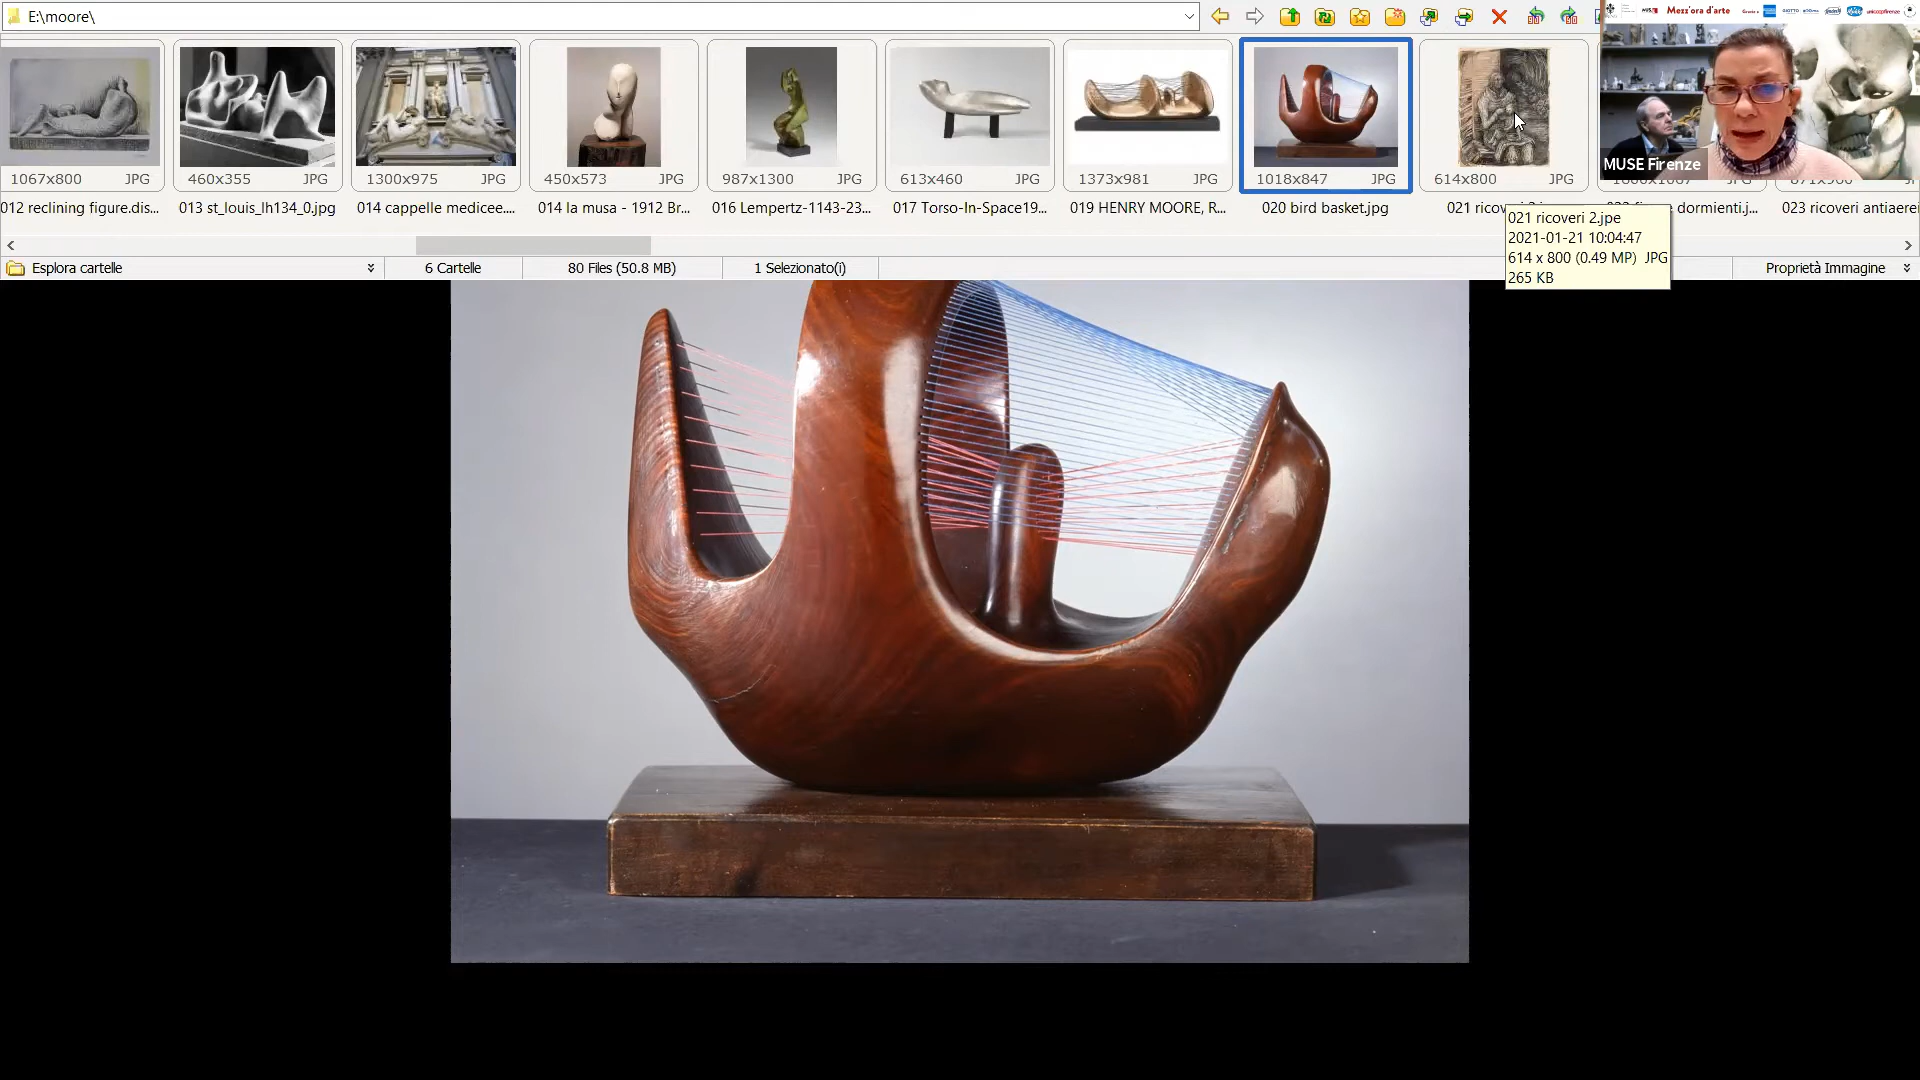 E:\moore\
Mezz'ora d'arte
MUSE Firenze
1067x800 JPG
460x355 JPG
1300x975 JPG
450x573 JPG
987x1300 JPG
613x460 JPG
1373x981 JPG
1018x847 JPG
614x800 JPG
012 reclining figure.dis...
013 st_louis_lh134_0.jpg
014 cappelle medicee....
014 la musa - 1912 Br...
016 Lempertz-1143-23...
017 Torso-In-Space19...
019 HENRY MOORE, R...
020 bird basket.jpg
021 ricov
dormienti.j...
023 ricoveri antiaerei
021 ricoveri 2.jpe
2021-01-21 10:04:47
614 x 800 (0.49 MP) JPG
265 KB
Esplora cartelle
6 Cartelle
80 Files (50.8 MB)
1 Selezionato(i)
Proprietà Immagine